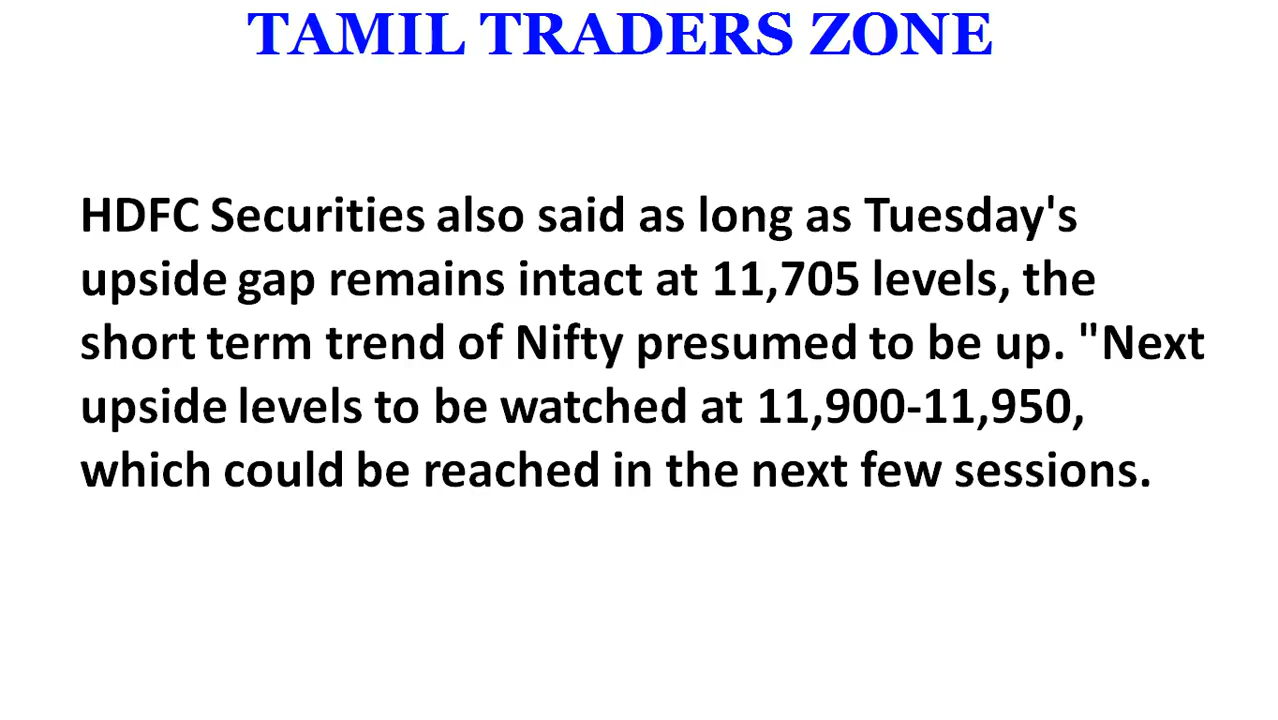 TAMIL TRADERS ZONE
HDFC Securities also said as long as Tuesday's
upside gap remains intact at 11,705 levels, the
short term trend of Nifty presumed to be up. "Next
upside levels to be watched at 11,900-11,950,
which could be reached in the next few sessions.